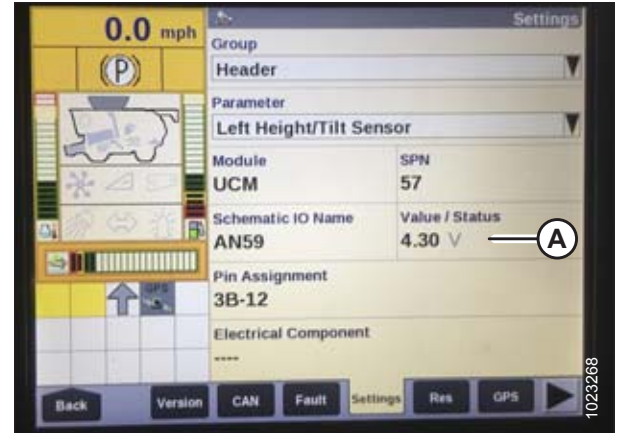 0.0 mph
Settings
(P)
Group
Header
Parameter
Left Height/Tilt Sensor
Module
SPN
UCM
57
Schematic IO Name
Value / Status
AN59
4.30 V
A
Pin Assignment
3B-12
GPS
Electrical Component
----
Back
Version
CAN
Fault
Settings
Res
GPS
1023268